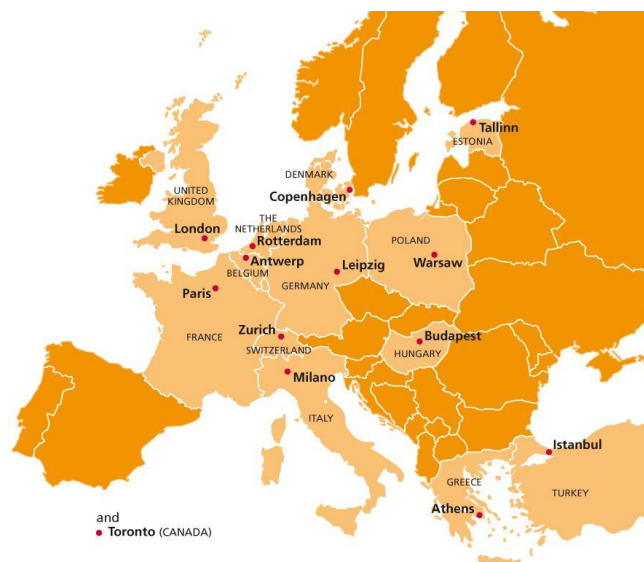 Tallinn
ESTONIA
DENMARK
Copenhagen
UNITED
KINGDOM
London
THE
NETHERLANDS
Rotterdam
Antwerp
BELGIUM
POLAND
Warsaw
Leipzig
GERMANY
Paris
FRANCE
Zurich
SWITZERLAND
Budapest
HUNGARY
Milano
ITALY
Istanbul
GREECE
TURKEY
Athens
and
Toronto (CANADA)